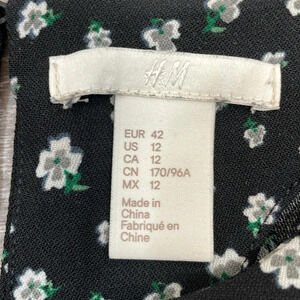 H&M
EUR 42
US 12
CA 12
CN 170/96A
MX 12
Made in
China
Fabriqué en
Chine